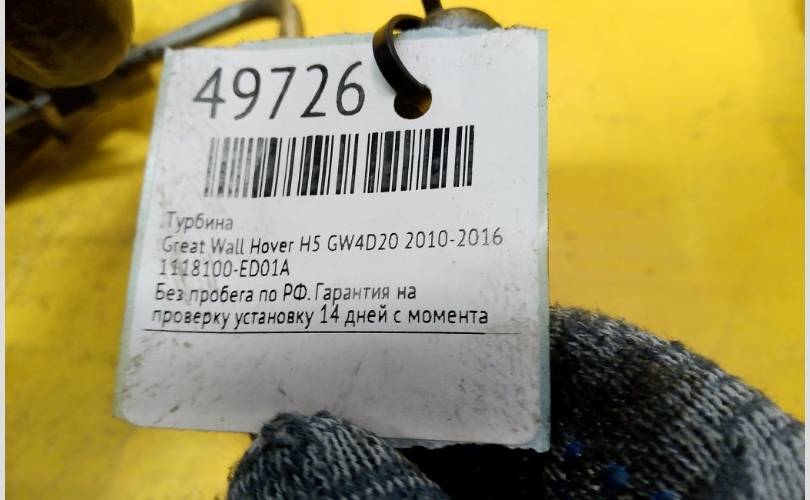 49726
Турбина
Great Wall Hover H5 GW4D20 2010-2016
1118100-ED01A
Без пробега по РФ. Гарантия на
проверку установку 14 дней с момента